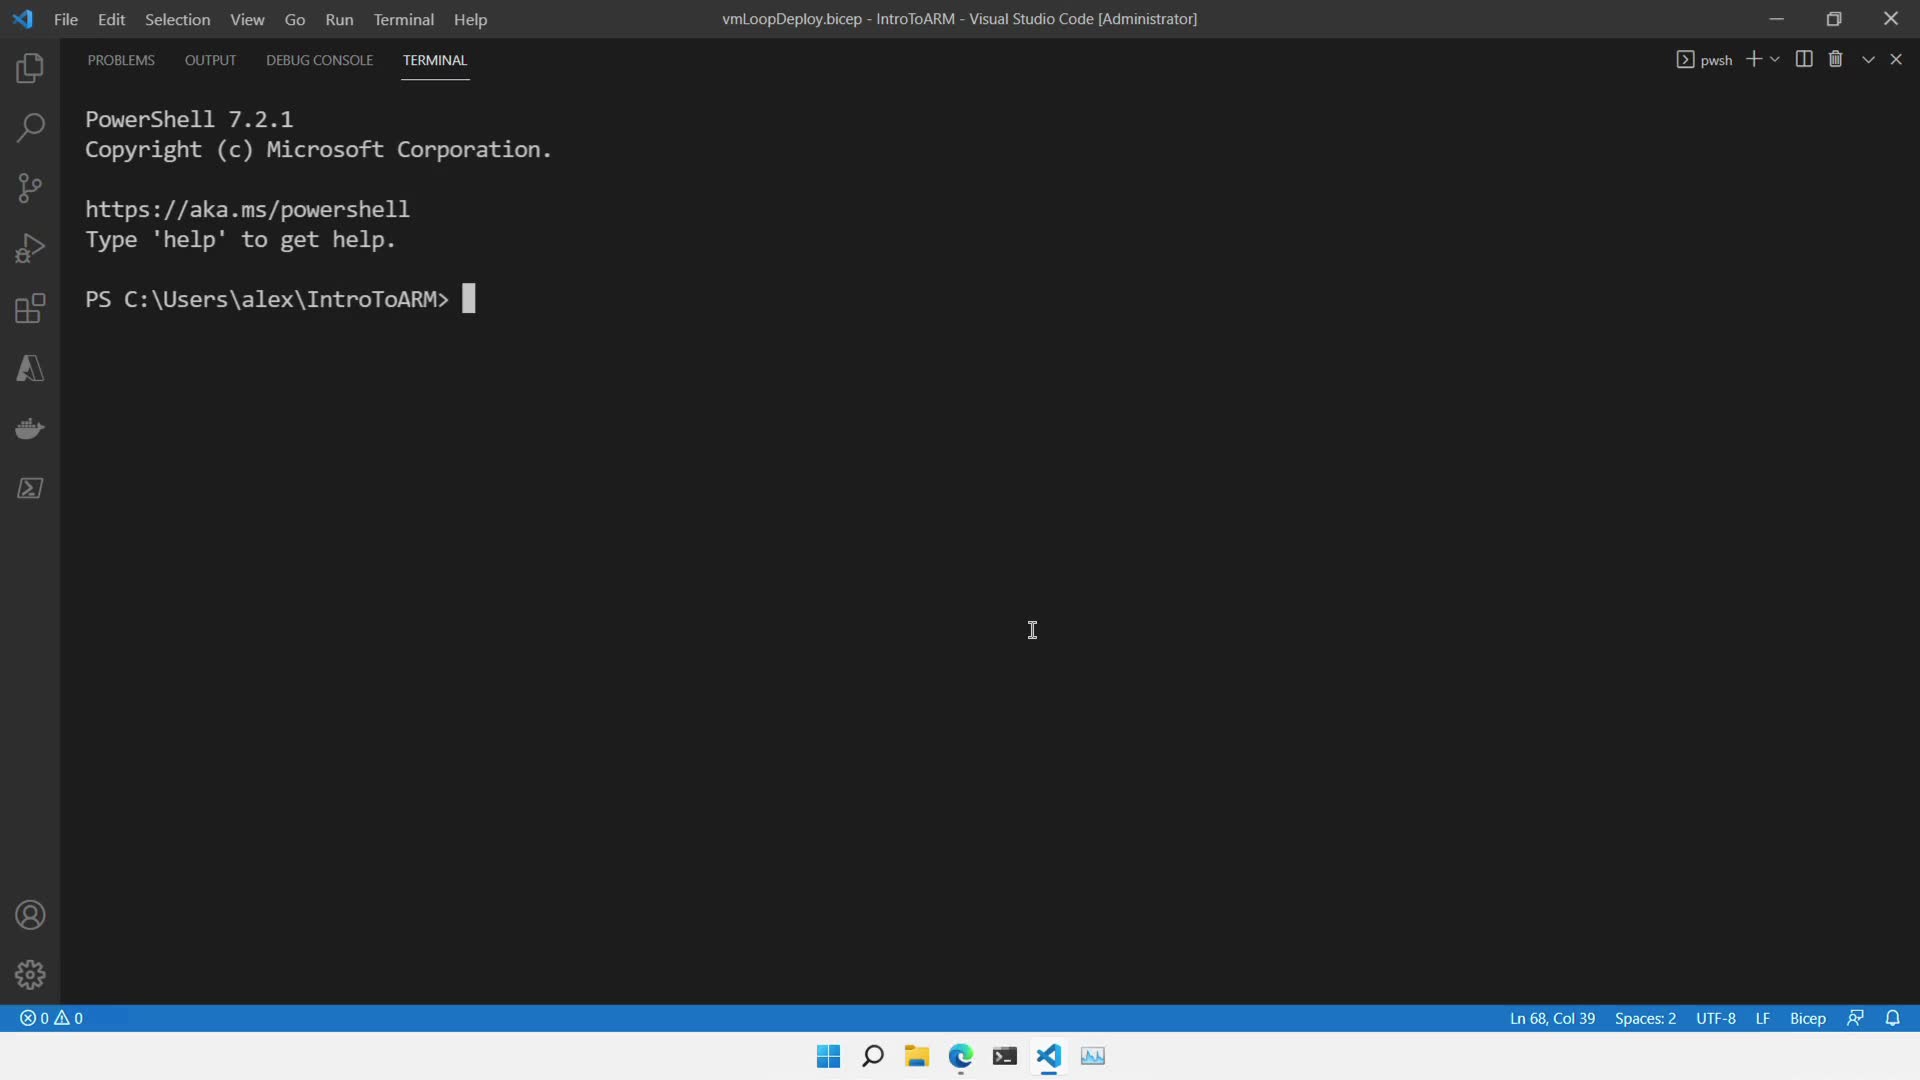 File Edit Selection View Go Run Terminal Help
vmLoopDeploy.bicep - IntroToARM - Visual Studio Code [Administrator]
PROBLEMS OUTPUT DEBUG CONSOLE TERMINAL
pwsh
PowerShell 7.2.1
Copyright (c) Microsoft Corporation.
https://aka.ms/powershell
Type 'help' to get help.
PS C:\Users\alex\IntroToARM>
0 0
Ln 68, Col 39 Spaces: 2 UTF-8 LF Bicep